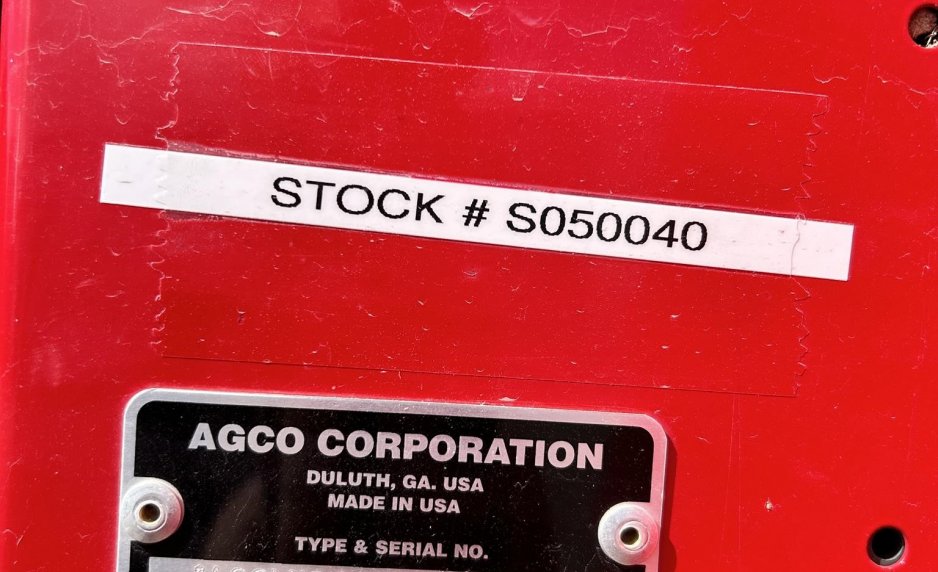 STOCK # S050040
AGCO CORPORATION
DULUTH, GA. USA
MADE IN USA
TYPE & SERIAL NO.